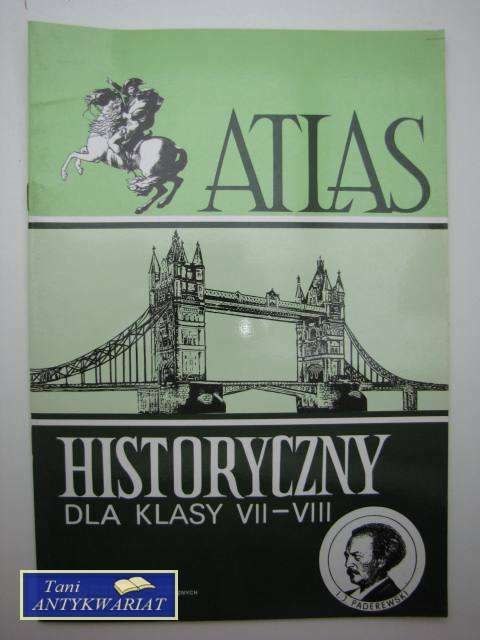 ATLAS
HISTORYCZNY
DLA KLASY VII-VIII
I. J. PADEREWSKI
Tani
ANTYKWARIAT